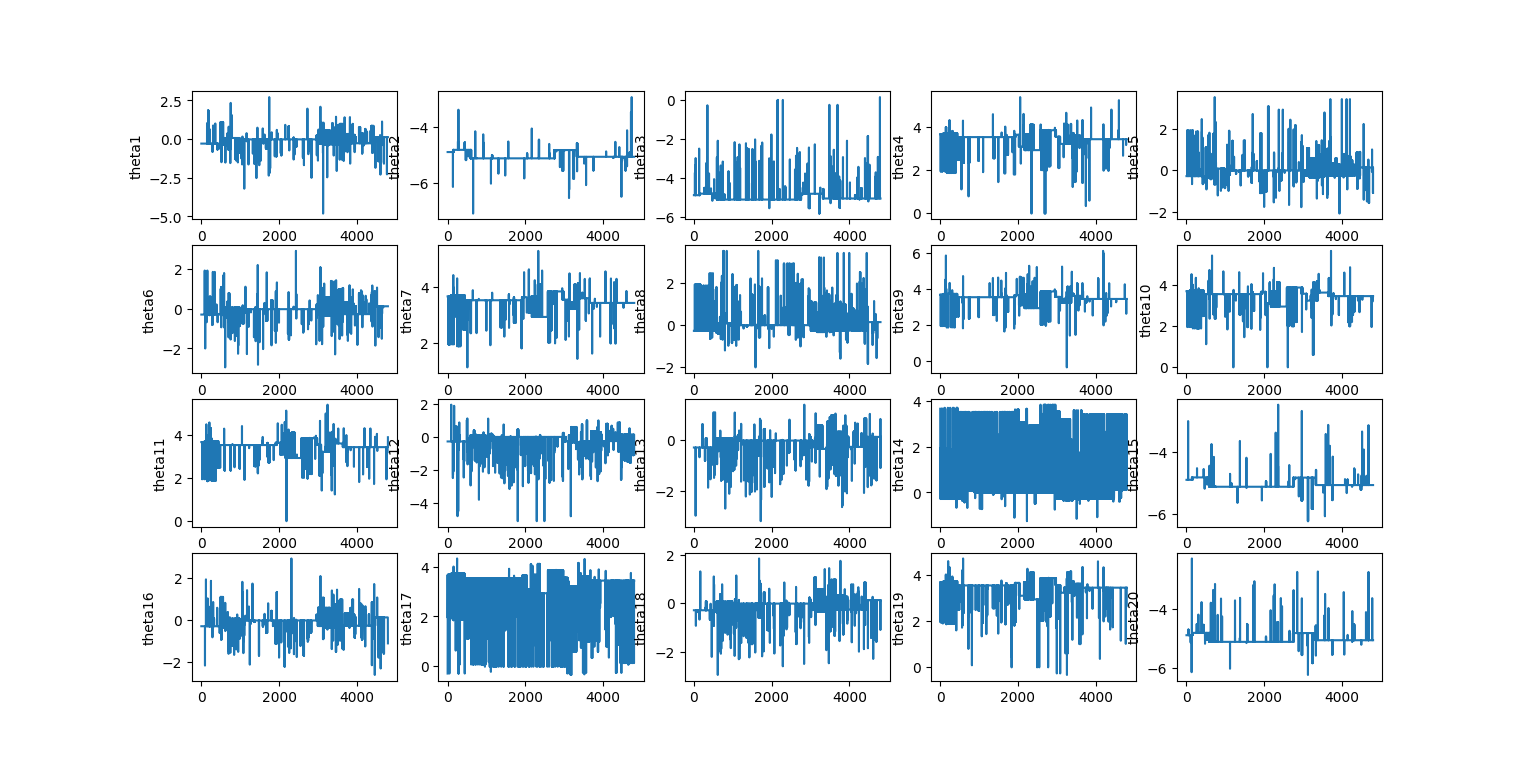 2.5 0.0 −2.5 −5.0 theta1 0 2000 4000
−4 −6 theta2 0 2000 4000
0 −2 −4 −6 theta3 0 2000 4000
4 2 0 theta4 0 2000 4000
2 0 −2 theta5 0 2000 4000
2 0 −2 theta6 0 2000 4000
4 2 theta7 0 2000 4000
2 0 −2 theta8 0 2000 4000
6 4 2 0 theta9 0 2000 4000
4 2 0 theta10 0 2000 4000
4 2 0 theta11 0 2000 4000
2 0 −2 −4 theta12 0 2000 4000
0 −2 theta13 0 2000 4000
4 2 0 theta14 0 2000 4000
−4 −6 theta15 0 2000 4000
2 0 −2 theta16 0 2000 4000
4 2 0 theta17 0 2000 4000
2 0 −2 theta18 0 2000 4000
4 2 0 theta19 0 2000 4000
−4 −6 theta20 0 2000 4000